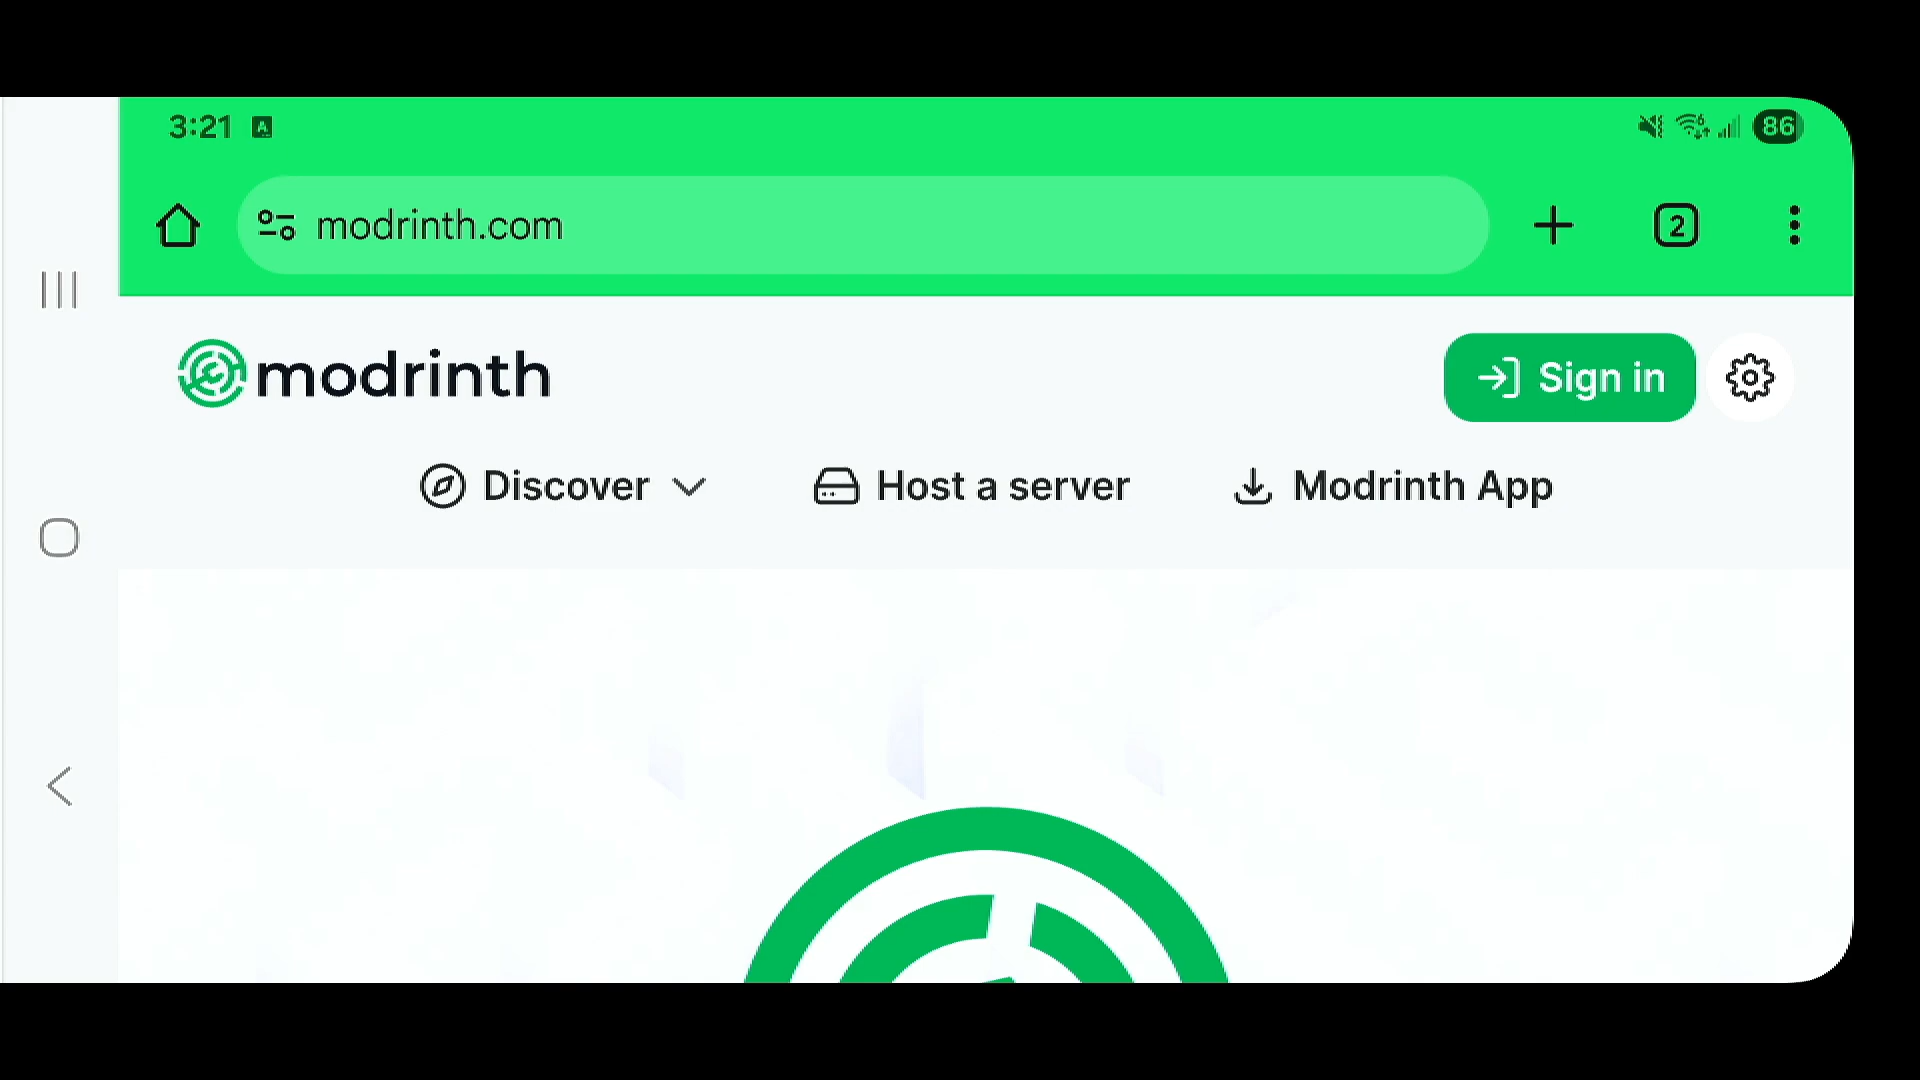 3:21 A 86
modrinth.com 2
modrinth
Sign in
Discover Host a server Modrinth App